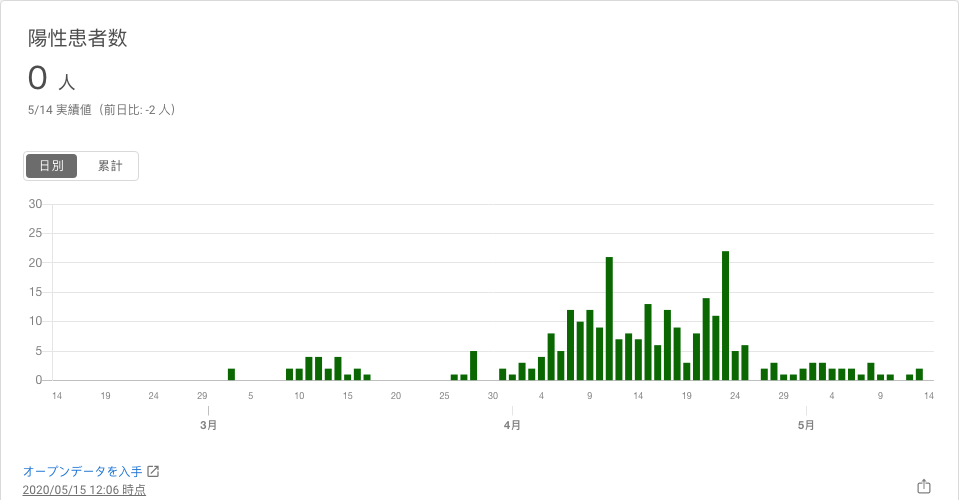 陽性患者数
0 人
5/14 実績値（前日比: -2 人）
日別 累計
30
25
20
15
10
5
0
14 19 24 29 5 10 15 20 25 30 4 9 14 19 24 29 4 9 14
3月 4月 5月
オープンデータを入手
2020/05/15 12:06 時点